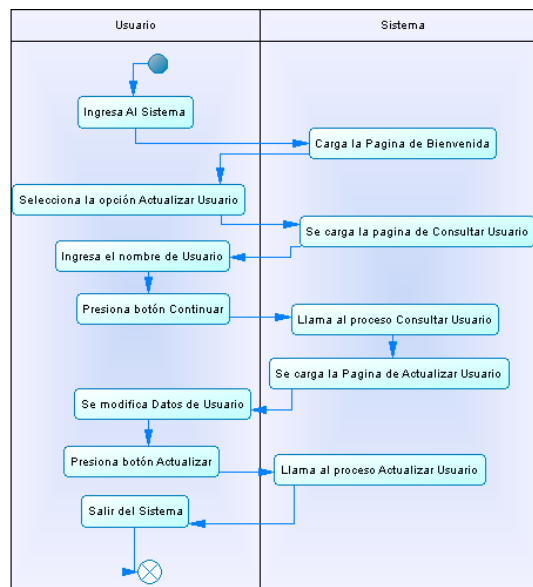 Usuario
Sistema
Ingresa Al Sistema
Carga la Pagina de Bienvenida
Selecciona la opción Actualizar Usuario
Se carga la pagina de Consultar Usuario
Ingresa el nombre de Usuario
Presiona botón Continuar
Llama al proceso Consultar Usuario
Se carga la Pagina de Actualizar Usuario
Se modifica Datos de Usuario
Presiona botón Actualizar
Llama al proceso Actualizar Usuario
Salir del Sistema